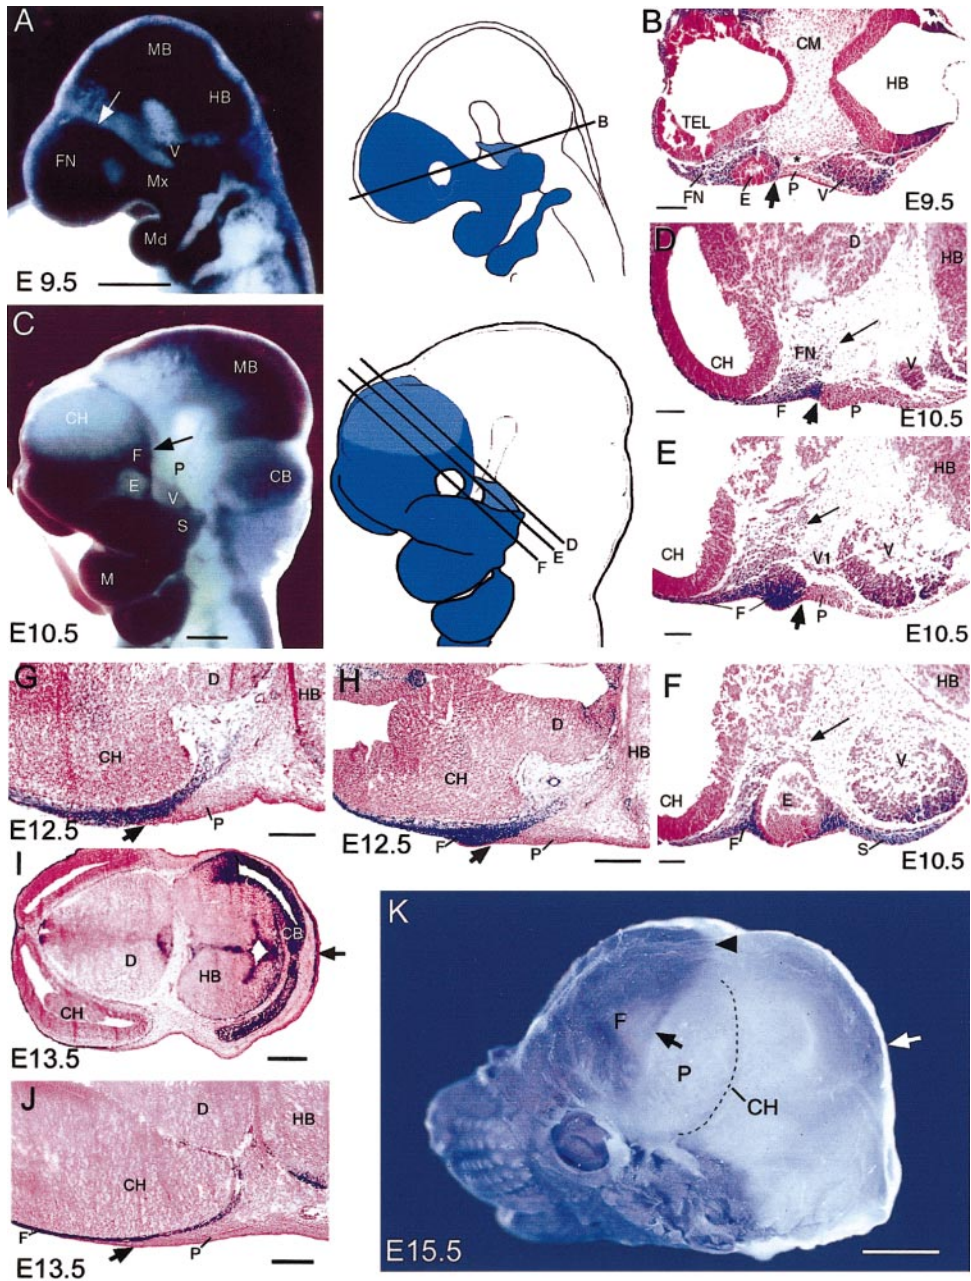 A
MB
HB
FN
V
Mx
Md
E 9.5
B
B
CM
HB
TEL
*
FN
E
P
V
E9.5
C
MB
CH
F
P
E
V
CB
S
M
E10.5
D
E
F
D
D
HB
CH
FN
V
F
P
E10.5
E
HB
CH
V1
V
F
P
E10.5
G
D
HB
CH
P
E12.5
H
D
CH
HB
F
P
E12.5
F
HB
V
CH
E
F
S
E10.5
I
D
CB
HB
CH
E13.5
J
D
HB
CH
F
P
E13.5
K
F
P
CH
E15.5